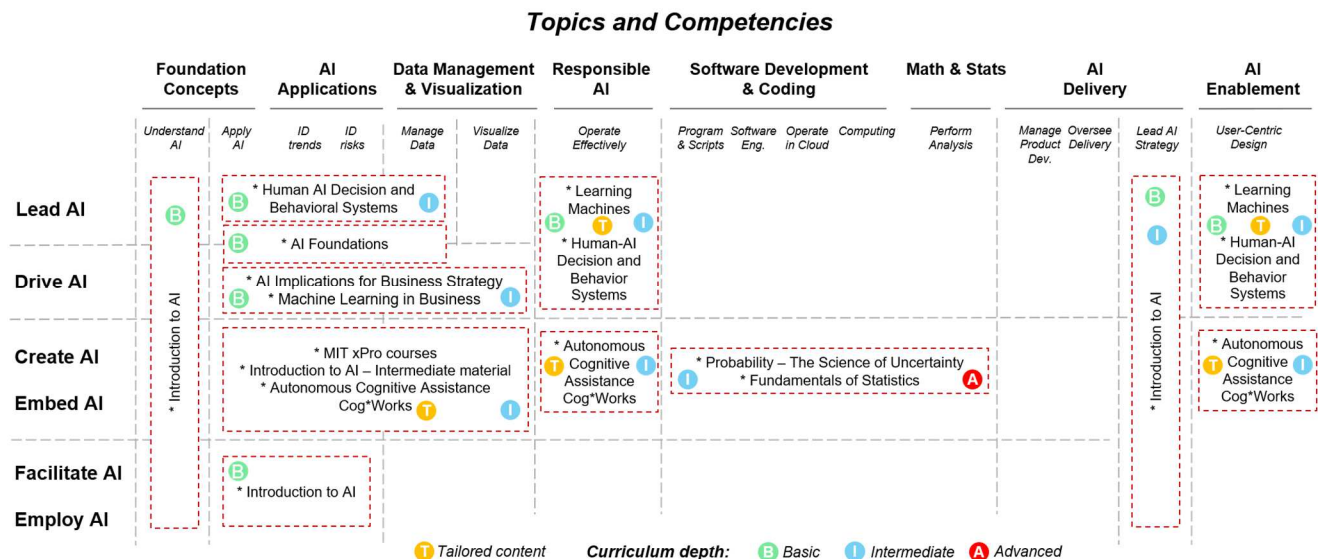 Topics and Competencies
Foundation
Concepts
AI
Applications
Data Management
& Visualization
Responsible
AI
Software Development
& Coding
Math & Stats
AI
Delivery
AI
Enablement
Understand
AI
Apply
AI
ID
trends
ID
risks
Manage
Data
Visualize
Data
Operate
Effectively
Program
& Scripts
Software
Eng.
Operate
in Cloud
Computing
Perform
Analysis
Manage
Product
Dev.
Oversee
Delivery
Lead AI
Strategy
User-Centric
Design
Lead AI
Drive AI
Create AI
Embed AI
Facilitate AI
Employ AI
B
* Introduction to AI
* Human AI Decision and
B Behavioral Systems I
B * AI Foundations
* AI Implications for Business Strategy
B * Machine Learning in Business I
* MIT xPro courses
* Introduction to AI – Intermediate material
* Autonomous Cognitive Assistance
Cog*Works T I
B
* Introduction to AI
* Learning
Machines
B T I
* Human-AI
Decision and
Behavior
Systems
* Autonomous
T Cognitive I
Assistance
Cog*Works
* Probability – The Science of Uncertainty
I * Fundamentals of Statistics A
B
I
* Introduction to AI
* Learning
Machines
B T I
* Human-AI
Decision and
Behavior
Systems
* Autonomous
T Cognitive I
Assistance
Cog*Works
T Tailored content Curriculum depth: B Basic I Intermediate A Advanced